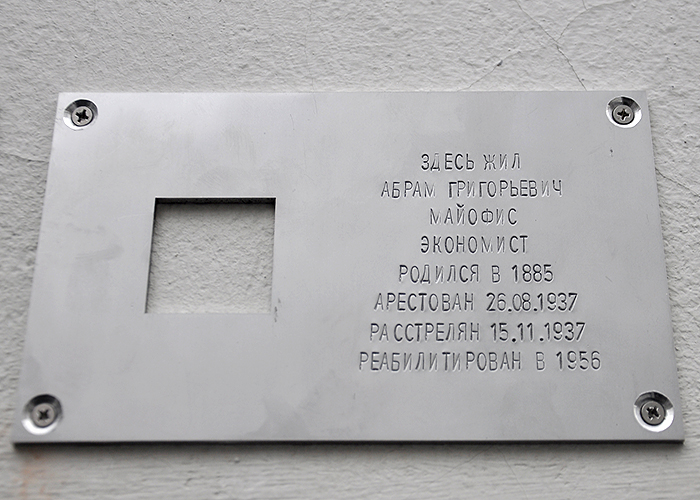 ЗДЕСЬ ЖИЛ
АБРАМ ГРИГОРЬЕВИЧ
МАЙОФИС
ЭКОНОМИСТ
РОДИЛСЯ В 1885
АРЕСТОВАН 26.08.1937
РАССТРЕЛЯН 15.11.1937
РЕАБИЛИТИРОВАН В 1956